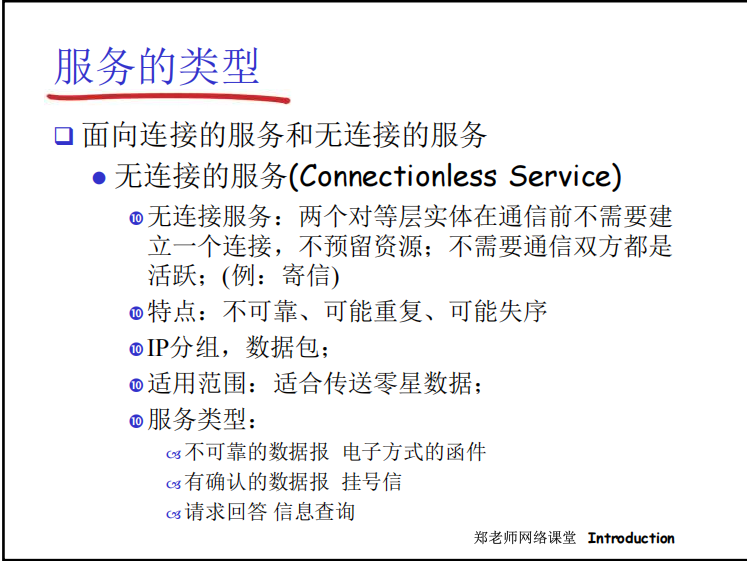 服务的类型
面向连接的服务和无连接的服务
无连接的服务(Connectionless Service)
无连接服务：两个对等层实体在通信前不需要建
立一个连接，不预留资源；不需要通信双方都是
活跃；(例：寄信)
特点：不可靠、可能重复、可能失序
IP分组，数据包；
适用范围：适合传送零星数据；
服务类型：
不可靠的数据报 电子方式的函件
有确认的数据报 挂号信
请求回答 信息查询
郑老师网络课堂 Introduction